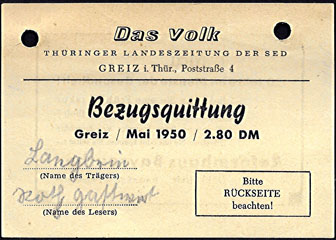 Das Volk
THÜRINGER LANDESZEITUNG DER SED
GREIZ i. Thür., Poststraße 4
Bezugsquittung
Greiz / Mai 1950 / 2.80 DM
Langbein
(Name des Trägers)
(Name des Lesers)
Bitte
RÜCKSEITE
beachten!